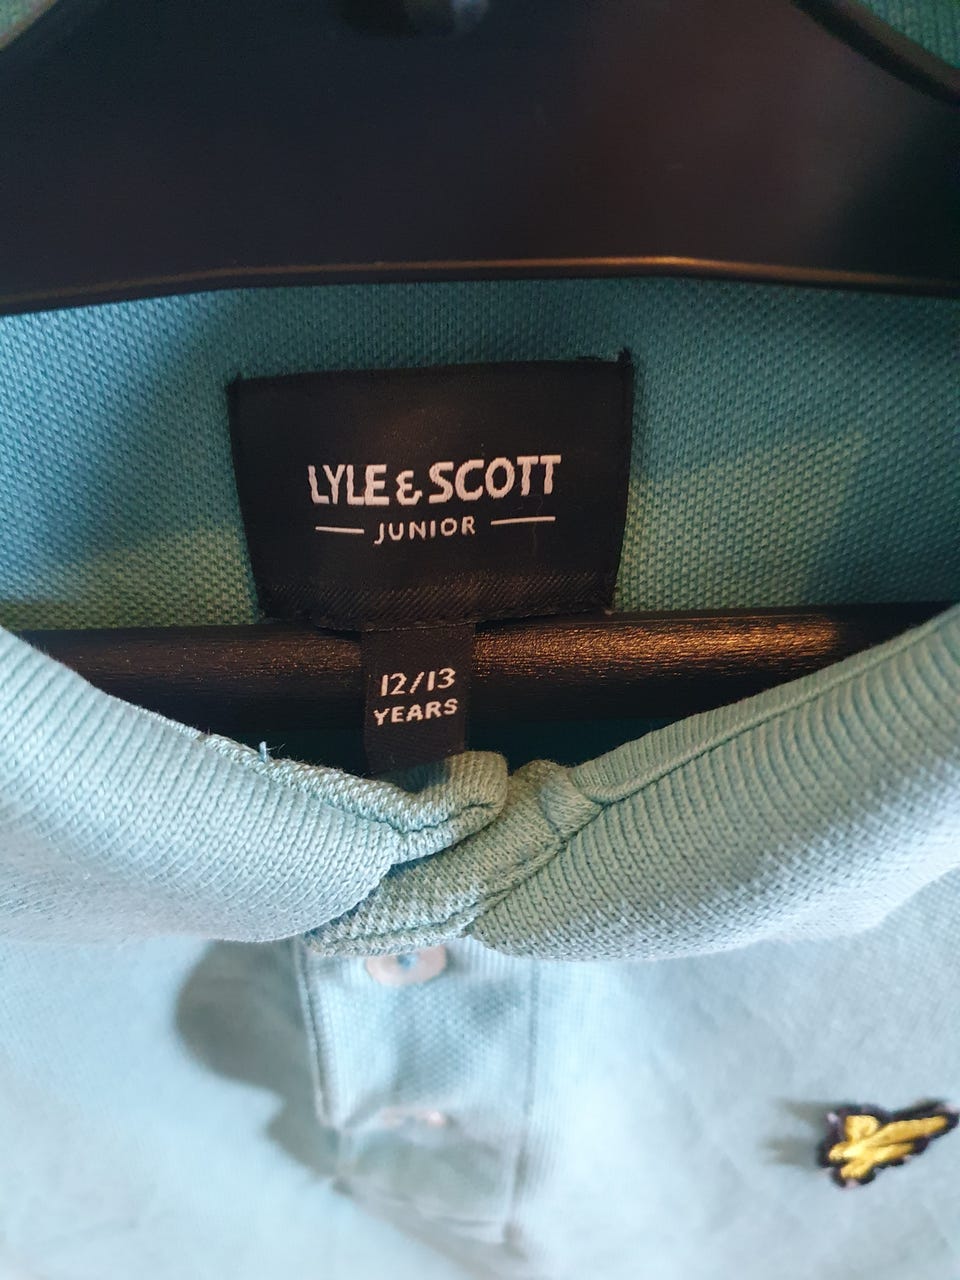 LYLE & SCOTT
JUNIOR
12/13
YEARS